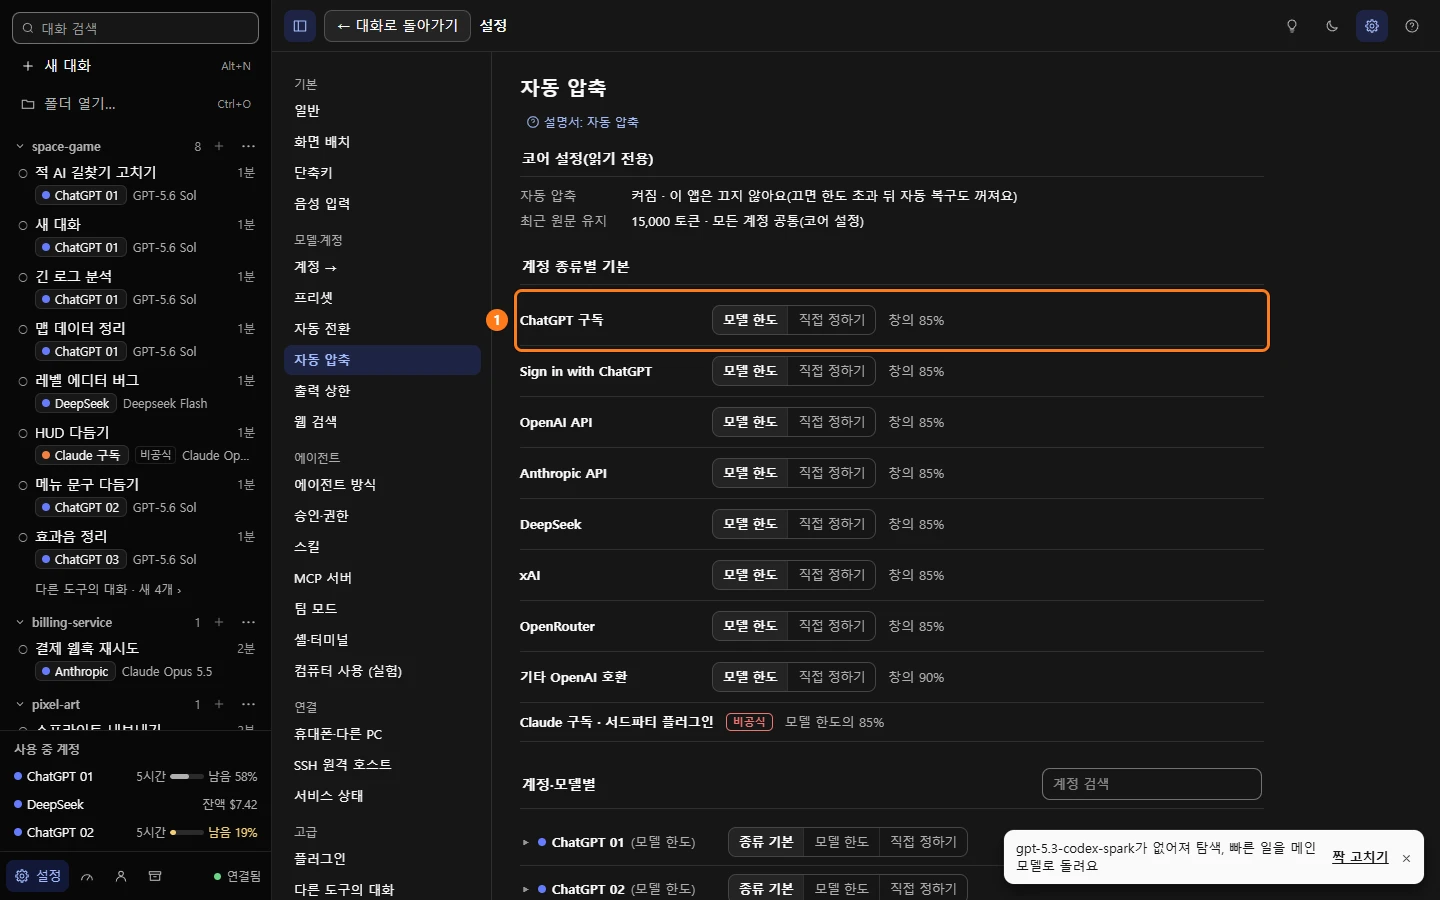 대화 검색
← 대화로 돌아가기
설정
+ 새 대화 Alt+N
폴더 열기... Ctrl+O
space-game 8 + ...
적 AI 길찾기 고치기 1분
ChatGPT 01 GPT-5.6 Sol
새 대화 1분
ChatGPT 01 GPT-5.6 Sol
긴 로그 분석 1분
ChatGPT 01 GPT-5.6 Sol
맵 데이터 정리 1분
ChatGPT 01 GPT-5.6 Sol
레벨 에디터 버그 1분
DeepSeek Deepseek Flash
HUD 다듬기 1분
Claude 구독 비공식 Claude Op...
메뉴 문구 다듬기 1분
ChatGPT 02 GPT-5.6 Sol
효과음 정리 1분
ChatGPT 03 GPT-5.6 Sol
다른 도구의 대화 · 새 4개 ›
billing-service 1 + ...
결제 웹훅 재시도 2분
Anthropic Claude Opus 5.5
pixel-art 1 + ...
사용 중 계정
ChatGPT 01 5시간 남음 58%
DeepSeek 잔액 $7.42
ChatGPT 02 5시간 남음 19%
설정 연결됨
기본
일반
화면 배치
단축키
음성 입력
모델·계정
계정 →
프리셋
자동 전환
자동 압축
출력 상한
웹 검색
에이전트
에이전트 방식
승인·권한
스킬
MCP 서버
팀 모드
셸·터미널
컴퓨터 사용 (실험)
연결
휴대폰·다른 PC
SSH 원격 호스트
서비스 상태
고급
플러그인
다른 도구의 대화
자동 압축
설명서: 자동 압축
코어 설정(읽기 전용)
자동 압축 켜짐 · 이 앱은 끄지 않아요(끄면 한도 초과 뒤 자동 복구도 꺼져요)
최근 원문 유지 15,000 토큰 · 모든 계정 공통(코어 설정)
계정 종류별 기본
1
ChatGPT 구독 모델 한도 직접 정하기 창의 85%
Sign in with ChatGPT 모델 한도 직접 정하기 창의 85%
OpenAI API 모델 한도 직접 정하기 창의 85%
Anthropic API 모델 한도 직접 정하기 창의 85%
DeepSeek 모델 한도 직접 정하기 창의 85%
xAI 모델 한도 직접 정하기 창의 85%
OpenRouter 모델 한도 직접 정하기 창의 85%
기타 OpenAI 호환 모델 한도 직접 정하기 창의 90%
Claude 구독 · 서드파티 플러그인 비공식 모델 한도의 85%
계정·모델별 계정 검색
ChatGPT 01 (모델 한도) 종류 기본 모델 한도 직접 정하기
ChatGPT 02 (모델 한도) 종류 기본 모델 한도 직접 정하기
gpt-5.3-codex-spark가 없어져 탐색, 빠른 일을 메인
모델로 돌려요
짝 고치기 ×